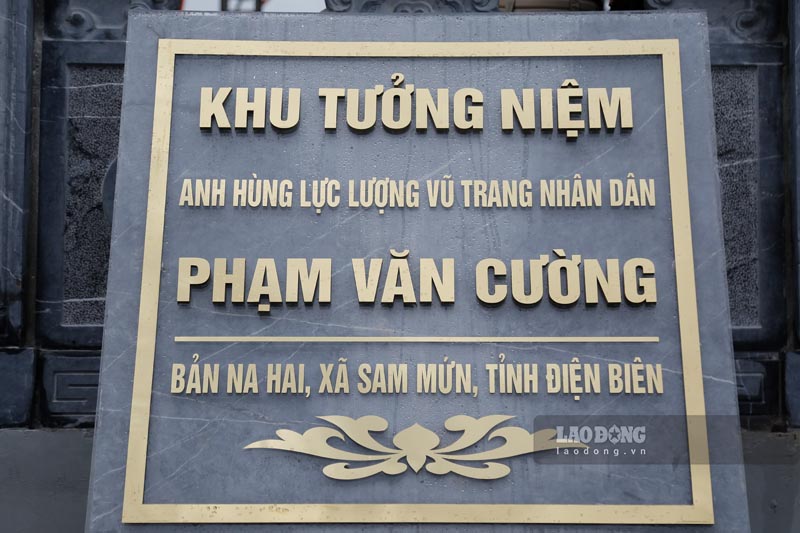 KHU TƯỞNG NIỆM
ANH HÙNG LỰC LƯỢNG VŨ TRANG NHÂN DÂN
PHẠM VĂN CƯỜNG
BẢN NA HAI, XÃ SAM MỨN, TỈNH ĐIỆN BIÊN
LAO ĐỘNG
laodong.vn